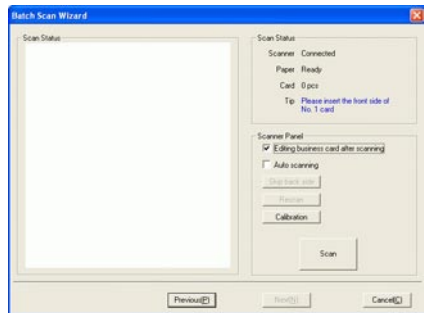 Batch Scan Wizard
Scan Status
Scan Status
Scanner Connected
Paper Ready
Card 0 pcs
Tip Please insert the front side of
No. 1 card
Scanner Panel
Editing business card after scanning
Auto scanning
Skip back side
Rescan
Calibration
Scan
Previous(P)
Next(N)
Cancel(C)